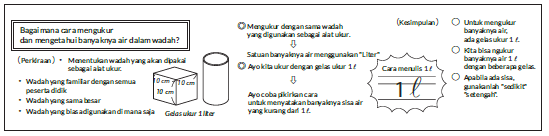 Bagaimana cara mengukur
dan mengetahui banyaknya air dalam wadah?
(Perkiraan) • Menentukan wadah yang akan dipakai
sebagai alat ukur.
• Wadah yang familiar dengan semua
peserta didik
• Wadah yang sama besar
• Wadah yang bias adigunakan di mana saja
10 cm
10 cm
10 cm
Gelas ukur 1 liter
Mengukur dengan sama wadah
yang digunakan sebagai alat ukur.
⇩
Satuan banyaknya air menggunakan "Liter"
Ayo kita ukur dengan gelas ukur 1 ℓ
⇩
Ayo coba pikirkan cara
untuk menyatakan banyaknya sisa air
yang kurang dari 1 ℓ.
(Kesimpulan)
Cara menulis 1 ℓ
1 ℓ
Untuk mengukur
banyaknya air,
ada gelas ukur 1 ℓ.
Kita bisa ngukur
banyaknya air 1 ℓ
dengan beberapa gelas.
Apabila ada sisa,
gunakanlah "sedikit"
"setengah".